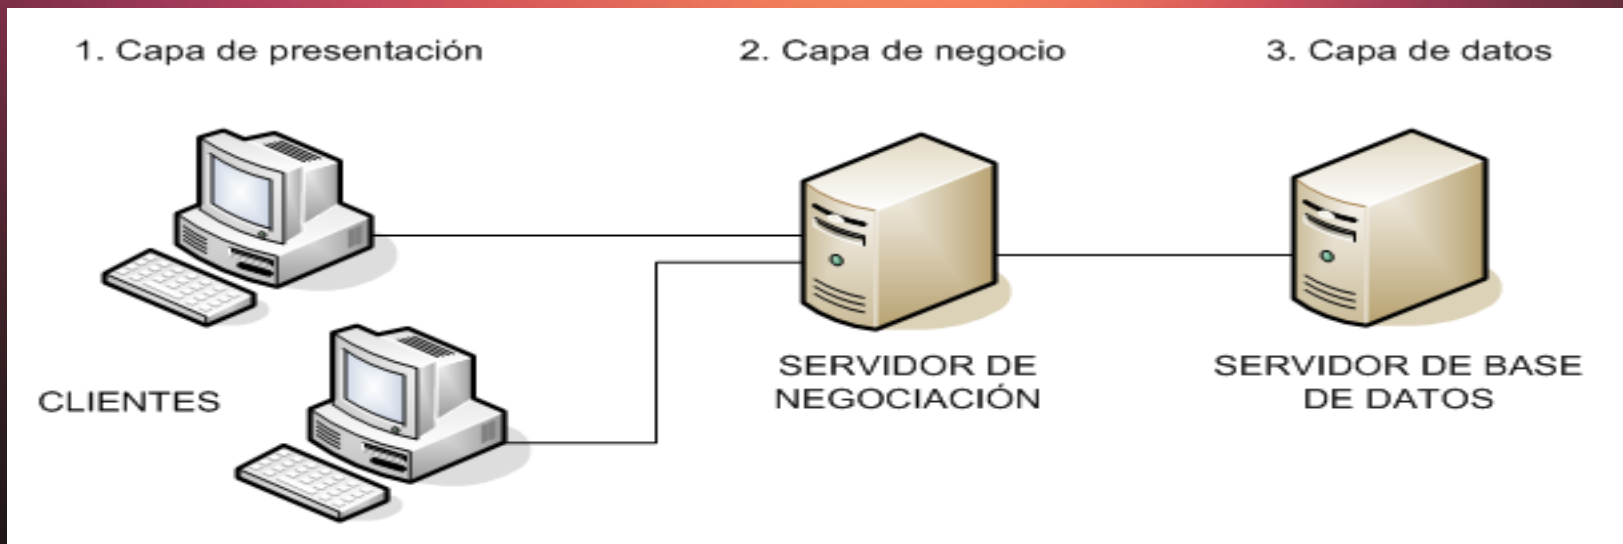 1. Capa de presentación
2. Capa de negocio
3. Capa de datos
CLIENTES
SERVIDOR DE
NEGOCIACIÓN
SERVIDOR DE BASE
DE DATOS